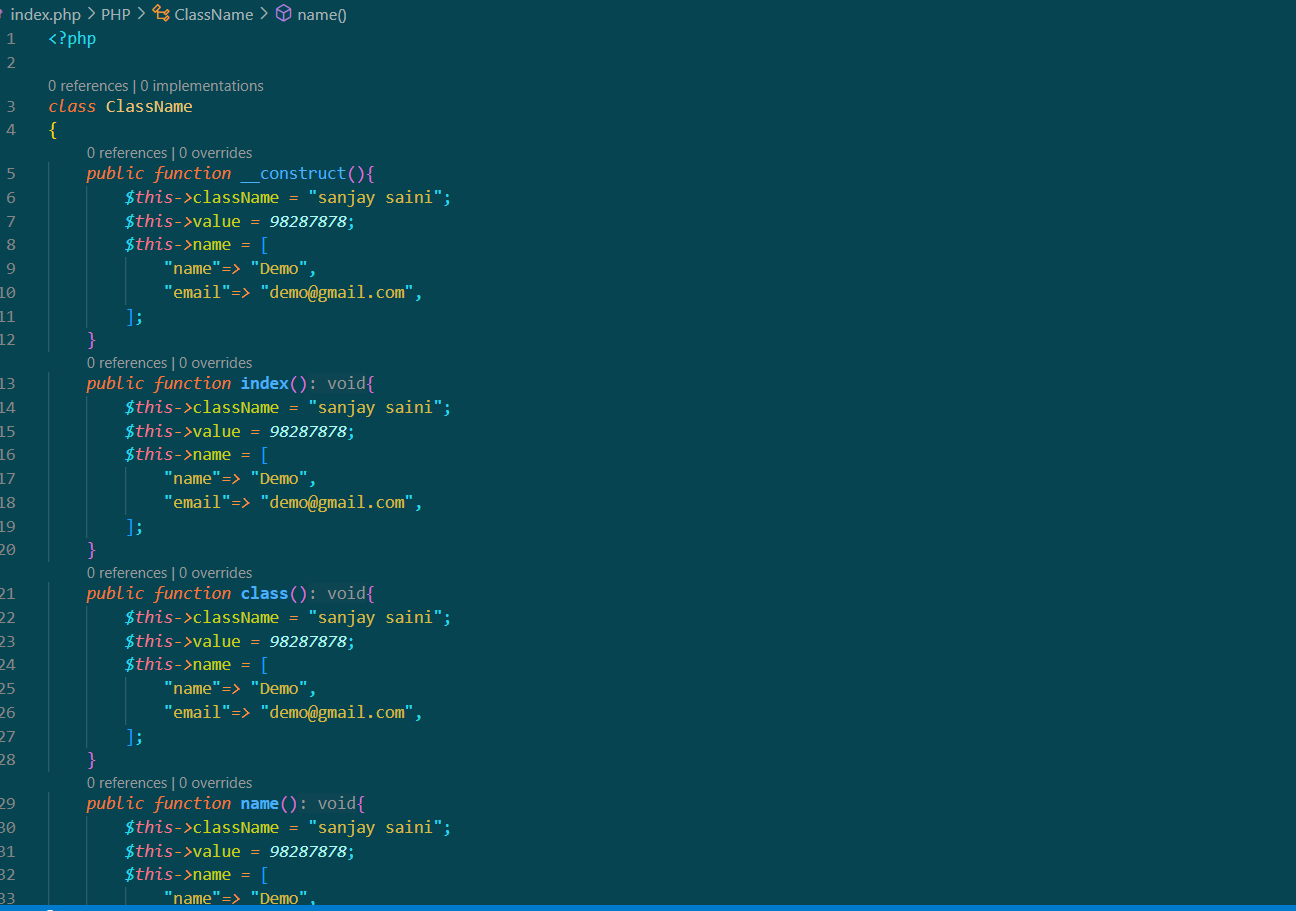 index.php > PHP > ClassName > name()
1 <?php
2
0 references | 0 implementations
3 class ClassName
4 {
0 references | 0 overrides
5 public function __construct(){
6 $this->className = "sanjay saini";
7 $this->value = 98287878;
8 $this->name = [
9 "name"=> "Demo",
10 "email"=> "demo@gmail.com",
11 ];
12 }
0 references | 0 overrides
13 public function index(): void{
14 $this->className = "sanjay saini";
15 $this->value = 98287878;
16 $this->name = [
17 "name"=> "Demo",
18 "email"=> "demo@gmail.com",
19 ];
20 }
0 references | 0 overrides
21 public function class(): void{
22 $this->className = "sanjay saini";
23 $this->value = 98287878;
24 $this->name = [
25 "name"=> "Demo",
26 "email"=> "demo@gmail.com",
27 ];
28 }
0 references | 0 overrides
29 public function name(): void{
30 $this->className = "sanjay saini";
31 $this->value = 98287878;
32 $this->name = [
33 "name"=> "Demo",